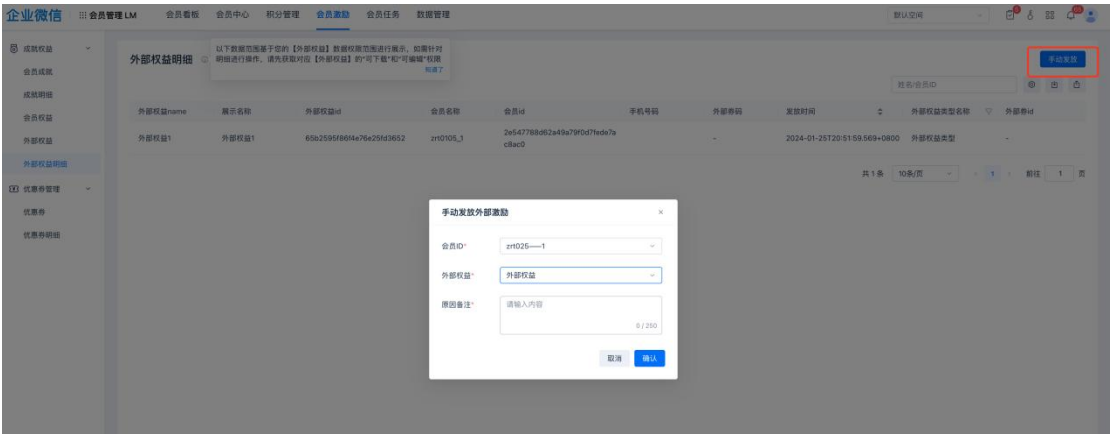 企业微信
会员管理 LM
会员看板
会员中心
积分管理
会员激励
会员任务
数据管理
默认空间
成就权益
会员成就
成就明细
会员权益
外部权益
外部权益明细
优惠券管理
优惠券
优惠券明细
外部权益明细
以下数据范围基于您的【外部权益】数据权限范围进行展示，如需针对
明细进行操作，请先获取对应【外部权益】的"可下载"和"可编辑"权限
知道了
手动发放
姓名/会员ID
外部权益name 展示名称 外部权益id 会员名称 会员id 手机号码 外部券码 发放时间 外部权益类型名称 外部券id
外部权益1 外部权益1 65b2595f86f4e76e25fd3652 zrt0105_1 2e547788d62a49a79f0d7fede7a - 2024-01-25T20:51:59.569+0800 外部权益类型 -
c8ac0
共 1 条 10条/页 1 前往 1 页
手动发放外部激励 ×
会员ID* zrt025——1
外部权益* 外部权益
原因备注* 请输入内容
0 / 250
取消 确认